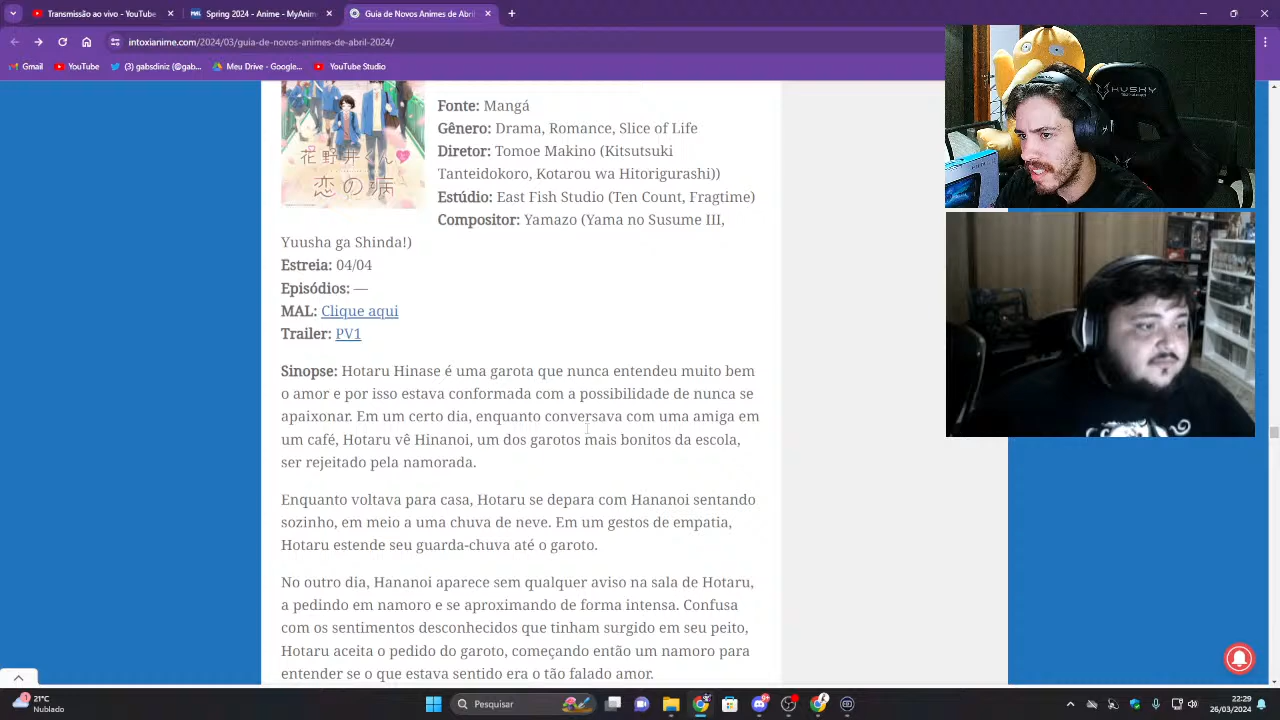 Transmissão ao vivo - YouTub
Spring 2024 - Anime - MyAni
Animes de Abril (Spring) 202
intoxianime.com/2024/03/guia-de-novos-animes-de-abril-2024/
Gmail
YouTube
(3) gabsdiniz (@gab...
Meu Drive - Google...
YouTube Studio
花野井くん
恋の病
Fonte: Mangá
Gênero: Drama, Romance, Slice of Life
Diretor: Tomoe Makino (Kitsutsuki
Tanteidokoro, Kotarou wa Hitorigurashi))
Estúdio: East Fish Studio (Ten Count, Fragtime)
Compositor: Yamazo (Yama no Susume III,
Yuusha ga Shinda!)
Estreia: 04/04
Episódios: —
MAL: Clique aqui
Trailer: PV1
Sinopse: Hotaru Hinase é uma garota que nunca entendeu muito bem
o amor e por isso estava conformada com a possibilidade de nunca se
apaixonar. Em um certo dia, enquanto conversava com uma amiga em
um café, Hotaru vê Hinanoi, um dos garotos mais bonitos da escola,
ser rejeitado pela namorada.
Enquanto voltava para casa, Hotaru se depara com Hananoi sentando
sozinho, em meio a uma chuva de neve. Em um gestos de empatia,
Hotaru estende seu guarda-chuva até o garoto.
No outro dia, Hananoi aparece sem qualquer aviso na sala de Hotaru,
a pedindo em namoro e se aproximando de forma intensa. Confusa
com os sentimentos desconhecidos que tinham surgido em seu peito,
Hotaru aceita o pedido do garoto, começando então um namoro para
entender se o que estava sentido era o tão falado amor.
HUSKY
21°C
Nublado
Pesquisar
22:29
26/03/2024